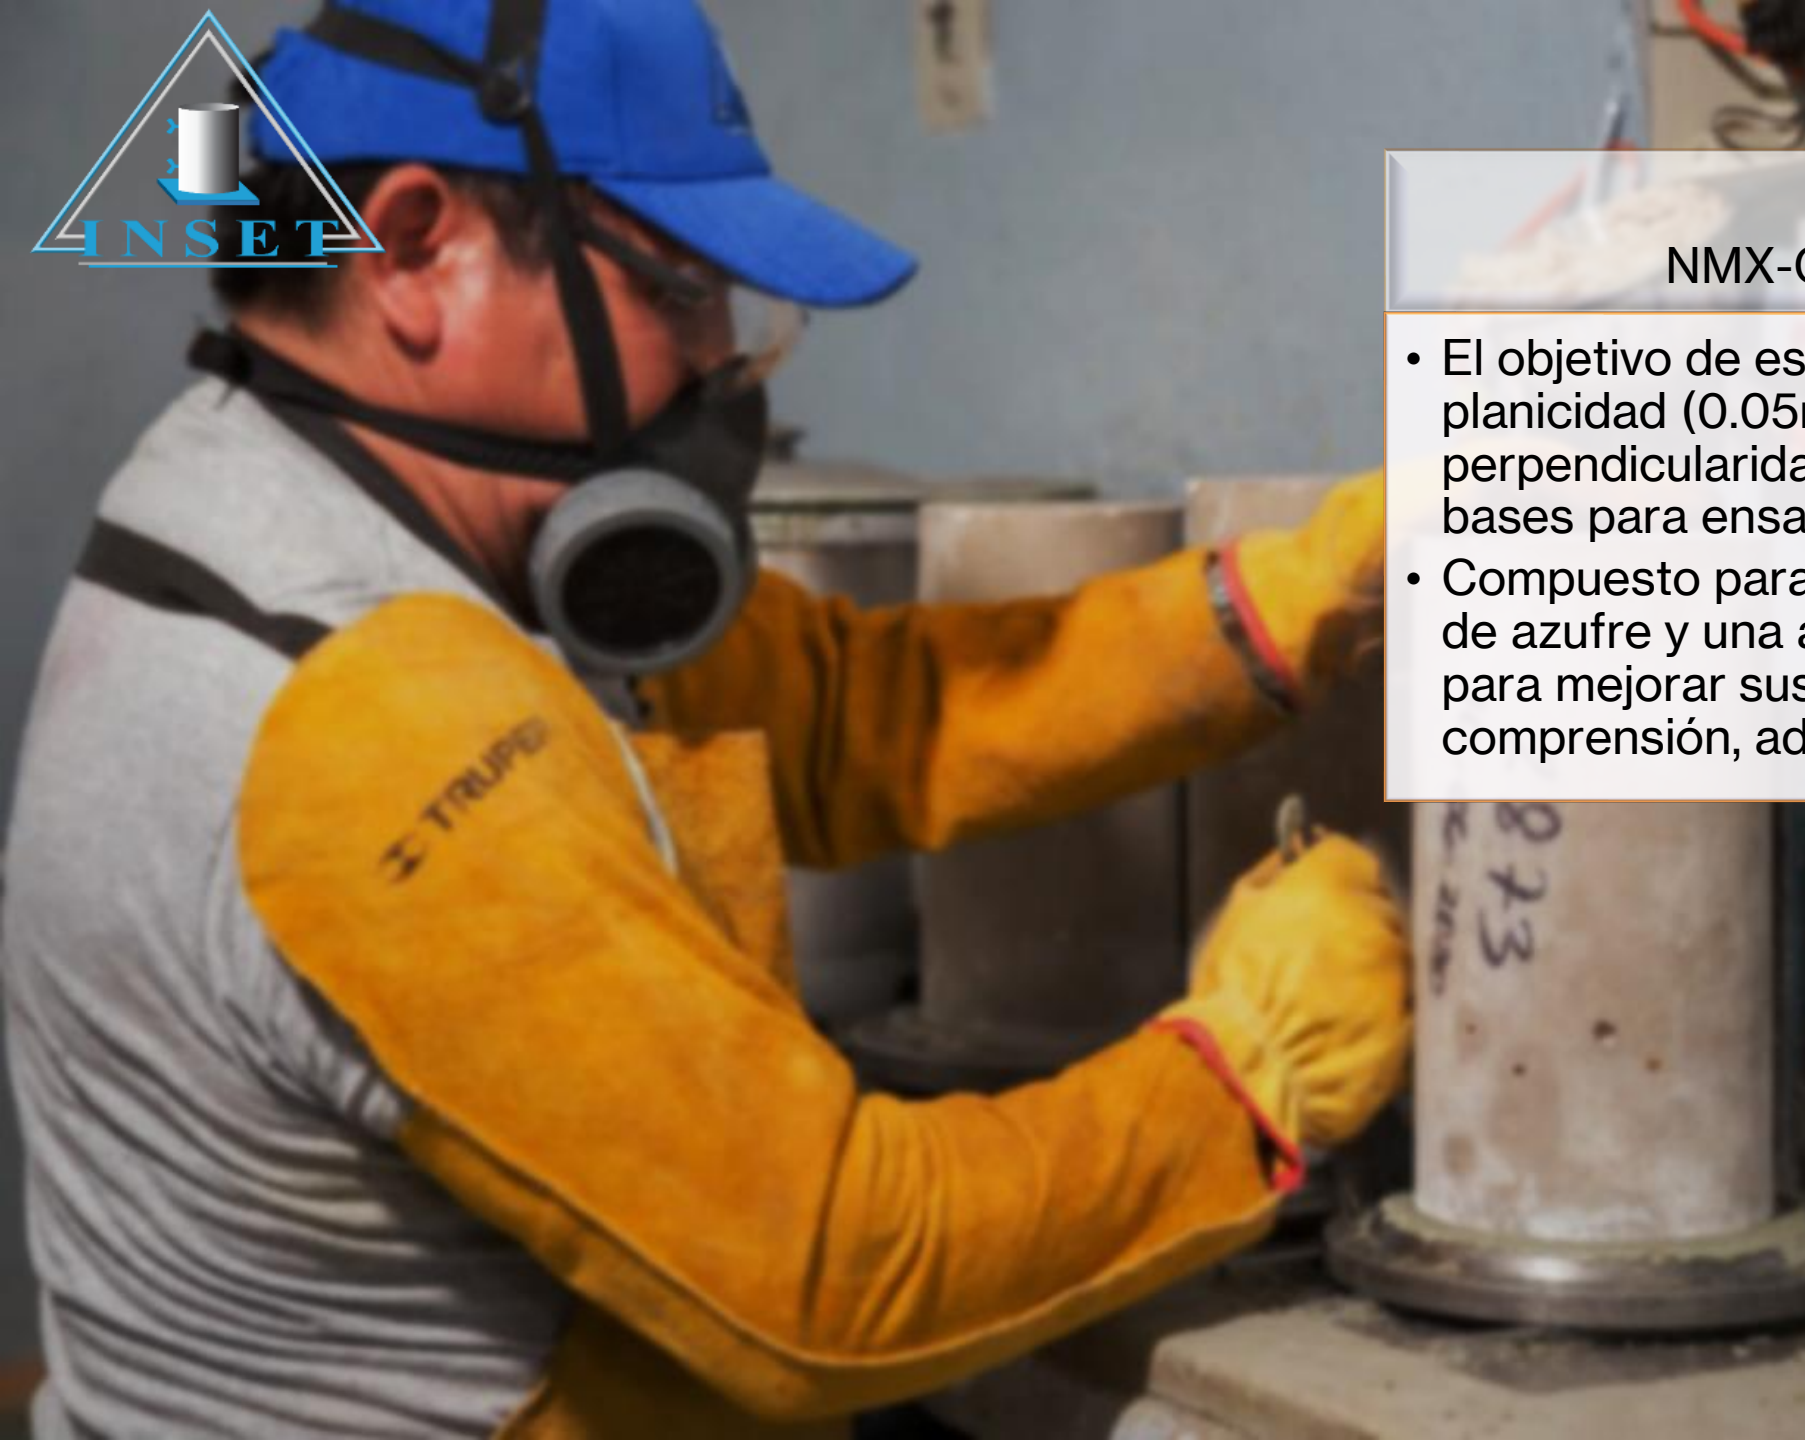 INSET
NMX-C
El objetivo de es
planicidad (0.05
perpendicularida
bases para ensa
Compuesto para
de azufre y una a
para mejorar sus
comprensión, ad
TRUPER
873